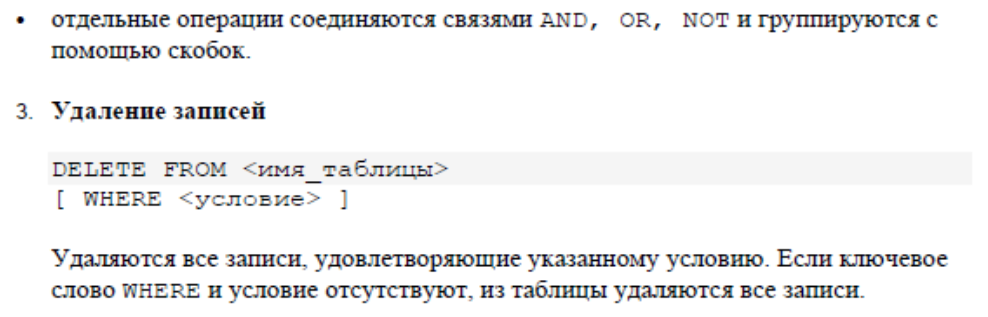 • отдельные операции соединяются связями AND, OR, NOT и группируются с
помощью скобок.
3. Удаление записей
DELETE FROM <имя_таблицы>
[ WHERE <условие> ]
Удаляются все записи, удовлетворяющие указанному условию. Если ключевое
слово WHERE и условие отсутствуют, из таблицы удаляются все записи.